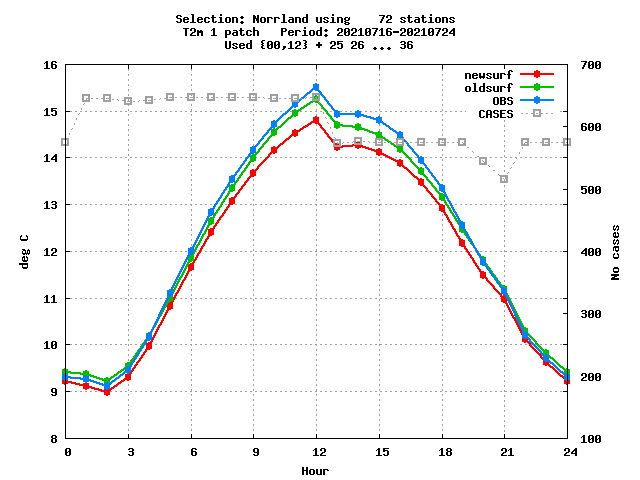 Selection: Norrland using    72 stations
T2m 1 patch   Period: 20210716-20210724
Used {00,12} + 25 26 ... 36
16
15
14
13
12
11
10
9
8
deg C
700
600
500
400
300
200
100
No cases
newsurf
oldsurf
OBS
CASES
0 3 6 9 12 15 18 21 24
Hour